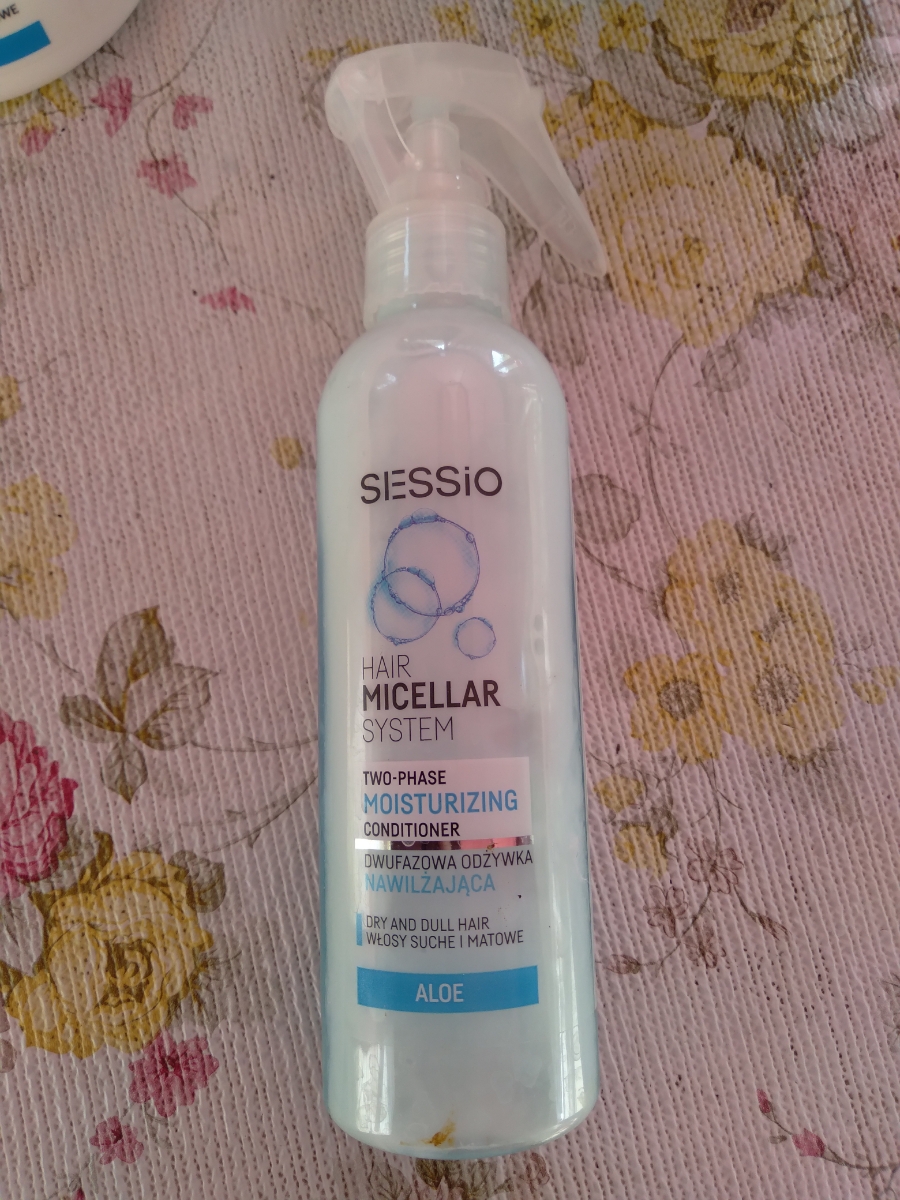 WE
SESSiO
HAIR
MICELLAR
SYSTEM
TWO-PHASE
MOISTURIZING
CONDITIONER
DWUFAZOWA ODŻYWKA
NAWILŻAJĄCA
DRY AND DULL HAIR
WŁOSY SUCHE I MATOWE
ALOE